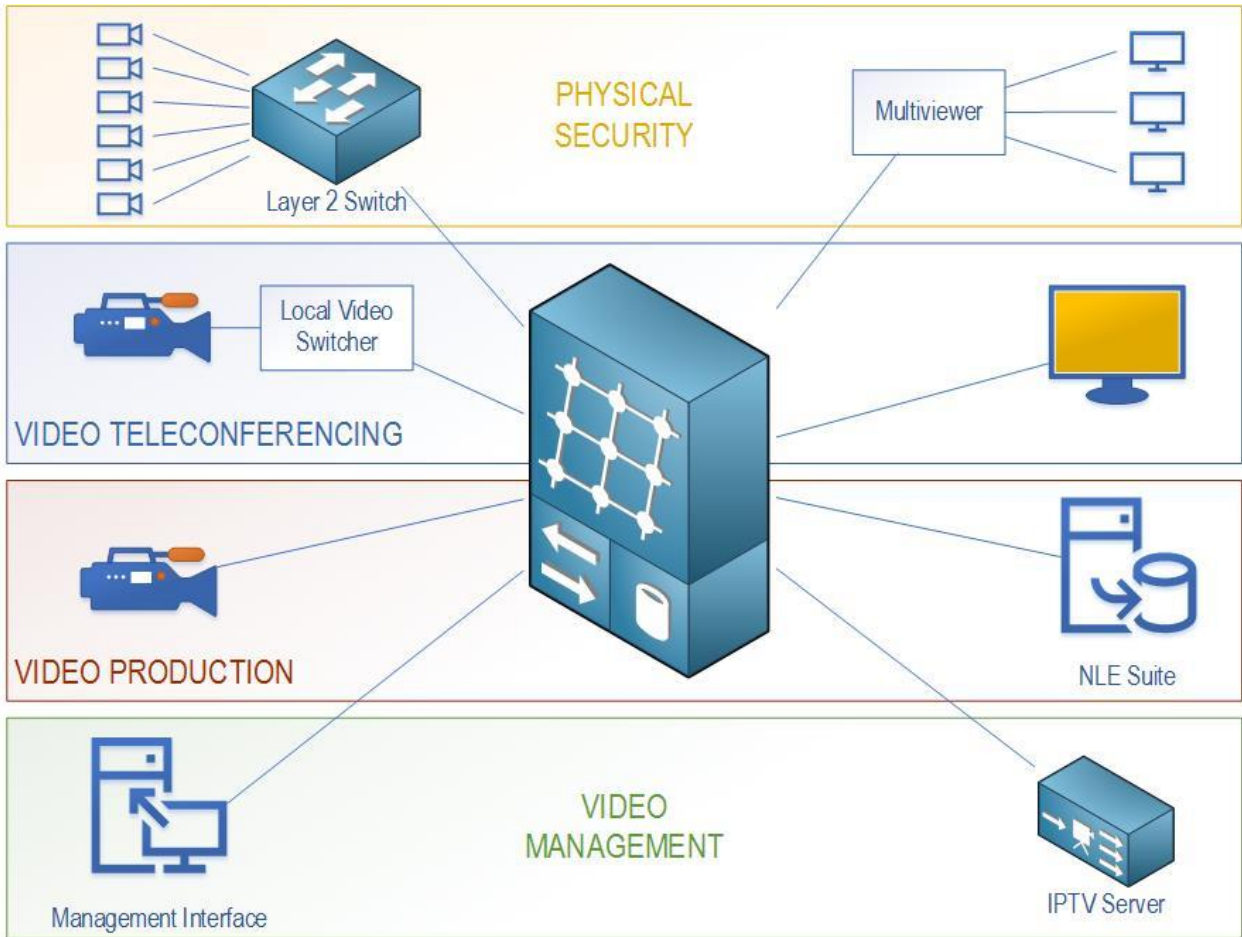 PHYSICAL
SECURITY
Multiviewer
Layer 2 Switch
Local Video
Switcher
VIDEO TELECONFERENCING
VIDEO PRODUCTION
NLE Suite
VIDEO
MANAGEMENT
Management Interface
IPTV Server